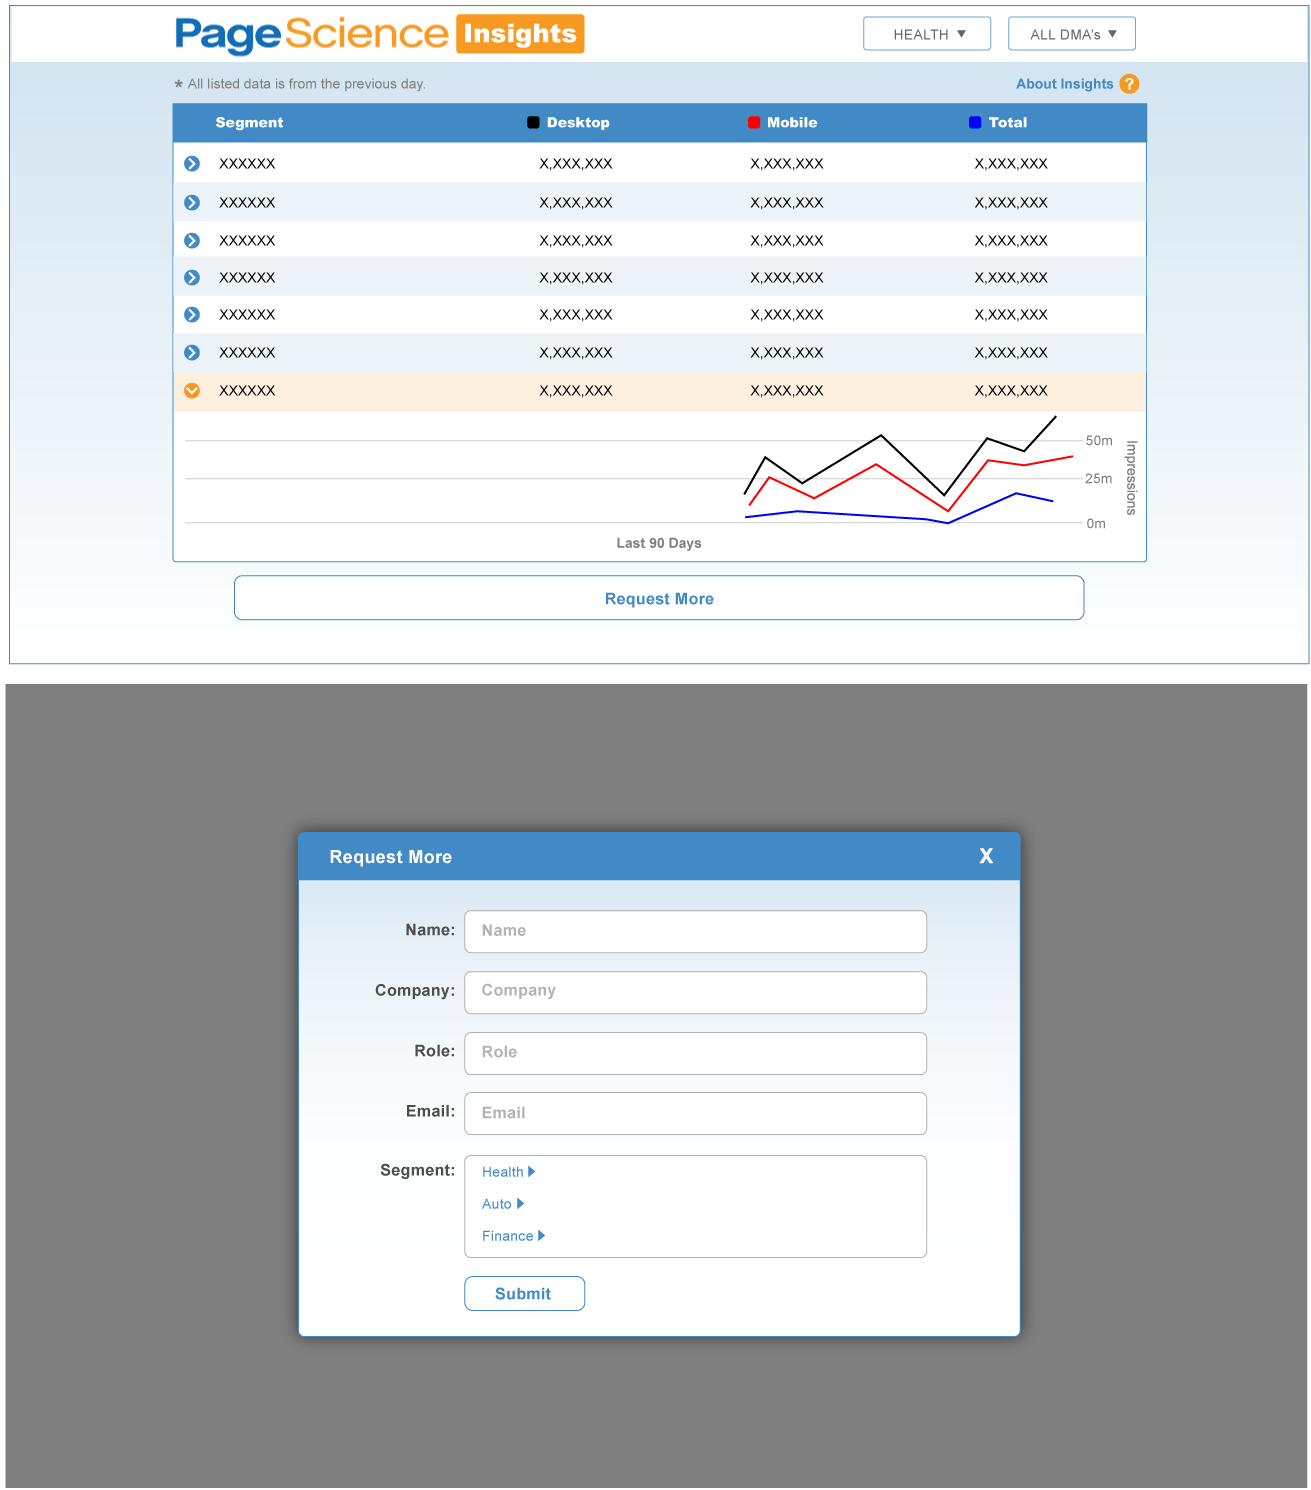 PageScience Insights
HEALTH ▼
ALL DMA's ▼
* All listed data is from the previous day.
About Insights ?
Segment Desktop Mobile Total
XXXXXX X,XXX,XXX X,XXX,XXX X,XXX,XXX
XXXXXX X,XXX,XXX X,XXX,XXX X,XXX,XXX
XXXXXX X,XXX,XXX X,XXX,XXX X,XXX,XXX
XXXXXX X,XXX,XXX X,XXX,XXX X,XXX,XXX
XXXXXX X,XXX,XXX X,XXX,XXX X,XXX,XXX
XXXXXX X,XXX,XXX X,XXX,XXX X,XXX,XXX
XXXXXX X,XXX,XXX X,XXX,XXX X,XXX,XXX
50m
25m
0m
Impressions
Last 90 Days
Request More
Request More X
Name: Name
Company: Company
Role: Role
Email: Email
Segment: Health
Auto
Finance
Submit